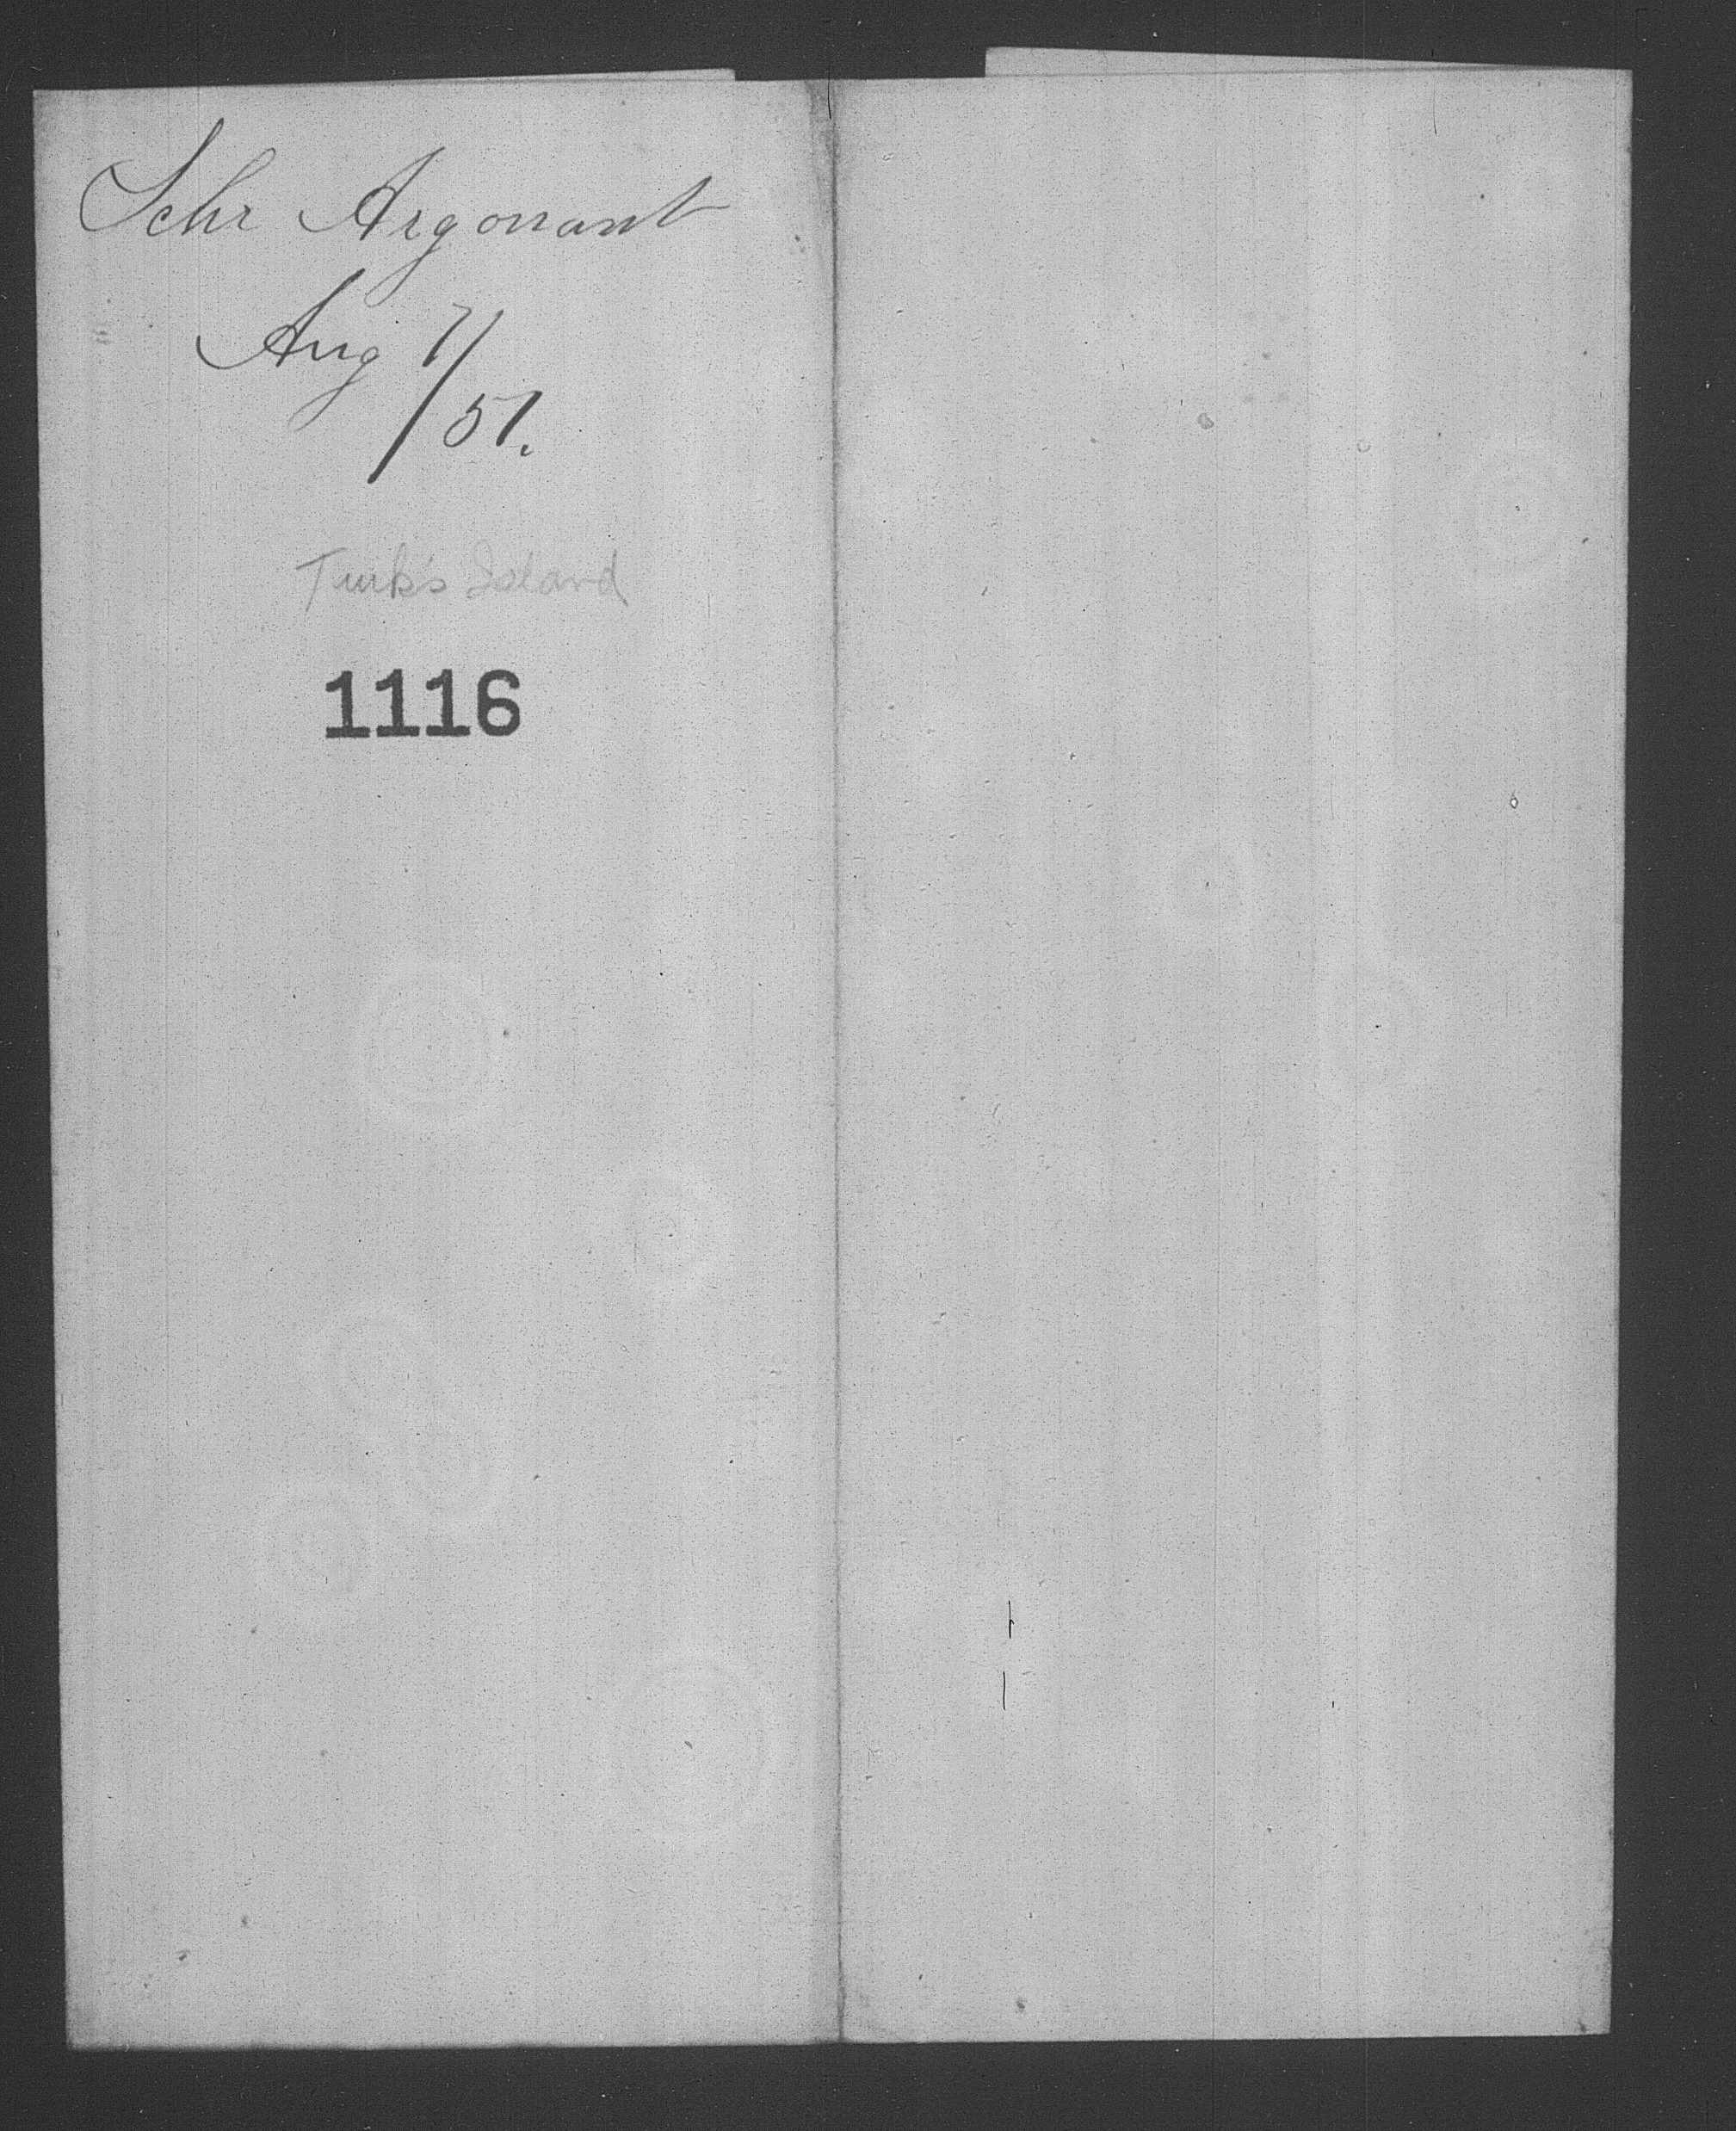 Schr Argonaut
Aug 7/
/51.
Turk's Island
1116